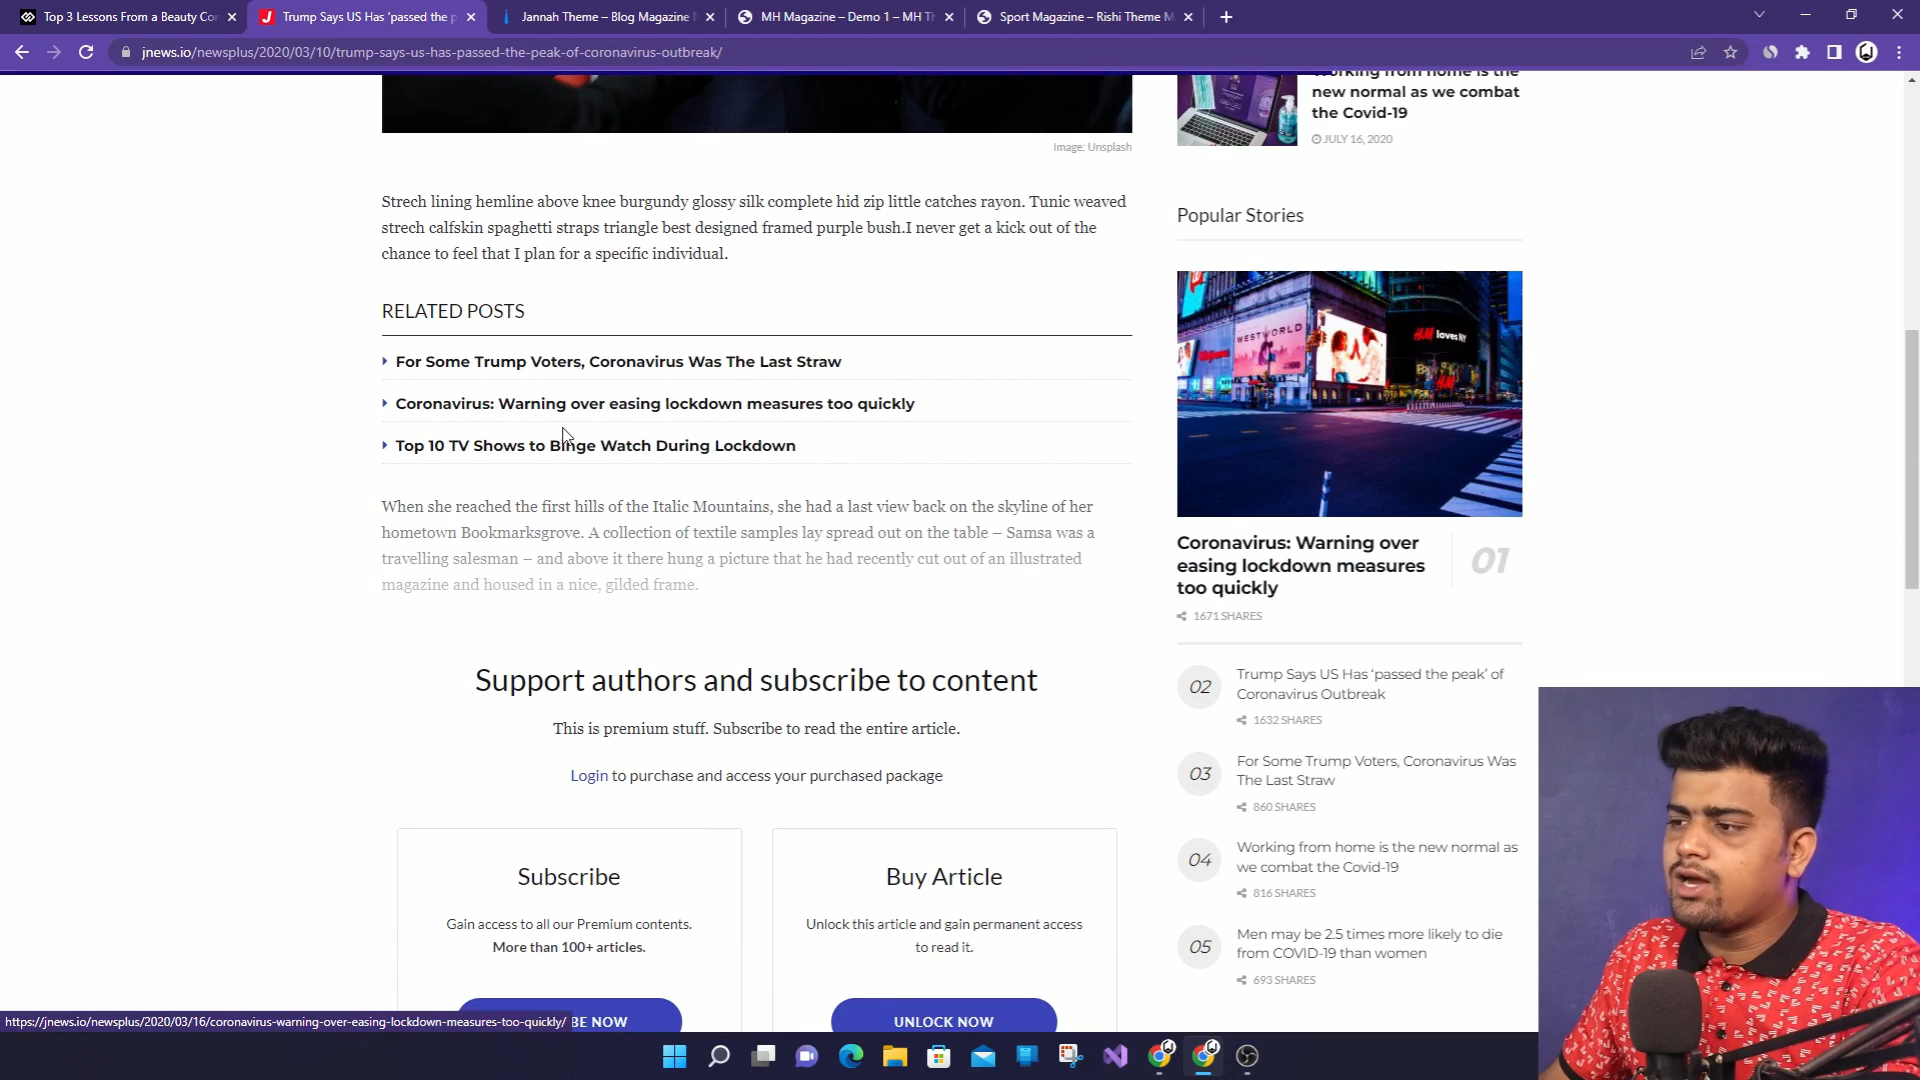 Top 3 Lessons From a Beauty Cor
Trump Says US Has 'passed the p
Jannah Theme – Blog Magazine
MH Magazine – Demo 1 – MH Th
Sport Magazine – Rishi Theme M
jnews.io/newsplus/2020/03/10/trump-says-us-has-passed-the-peak-of-coronavirus-outbreak/
Image: Unsplash
Strech lining hemline above knee burgundy glossy silk complete hid zip little catches rayon. Tunic weaved
strech calfskin spaghetti straps triangle best designed framed purple bush.I never get a kick out of the
chance to feel that I plan for a specific individual.
RELATED POSTS
For Some Trump Voters, Coronavirus Was The Last Straw
Coronavirus: Warning over easing lockdown measures too quickly
Top 10 TV Shows to Binge Watch During Lockdown
When she reached the first hills of the Italic Mountains, she had a last view back on the skyline of her
hometown Bookmarksgrove. A collection of textile samples lay spread out on the table – Samsa was a
travelling salesman – and above it there hung a picture that he had recently cut out of an illustrated
magazine and housed in a nice, gilded frame.
Support authors and subscribe to content
This is premium stuff. Subscribe to read the entire article.
Login to purchase and access your purchased package
Subscribe
Gain access to all our Premium contents.
More than 100+ articles.
BE NOW
Buy Article
Unlock this article and gain permanent access
to read it.
UNLOCK NOW
Working from home is the
new normal as we combat
the Covid-19
JULY 16, 2020
Popular Stories
WESTWORLD
H&M loves NY
Coronavirus: Warning over
easing lockdown measures
too quickly
01
1671 SHARES
02
Trump Says US Has 'passed the peak' of
Coronavirus Outbreak
1632 SHARES
03
For Some Trump Voters, Coronavirus Was
The Last Straw
860 SHARES
04
Working from home is the new normal as
we combat the Covid-19
816 SHARES
05
Men may be 2.5 times more likely to die
from COVID-19 than women
693 SHARES
https://jnews.io/newsplus/2020/03/16/coronavirus-warning-over-easing-lockdown-measures-too-quickly/